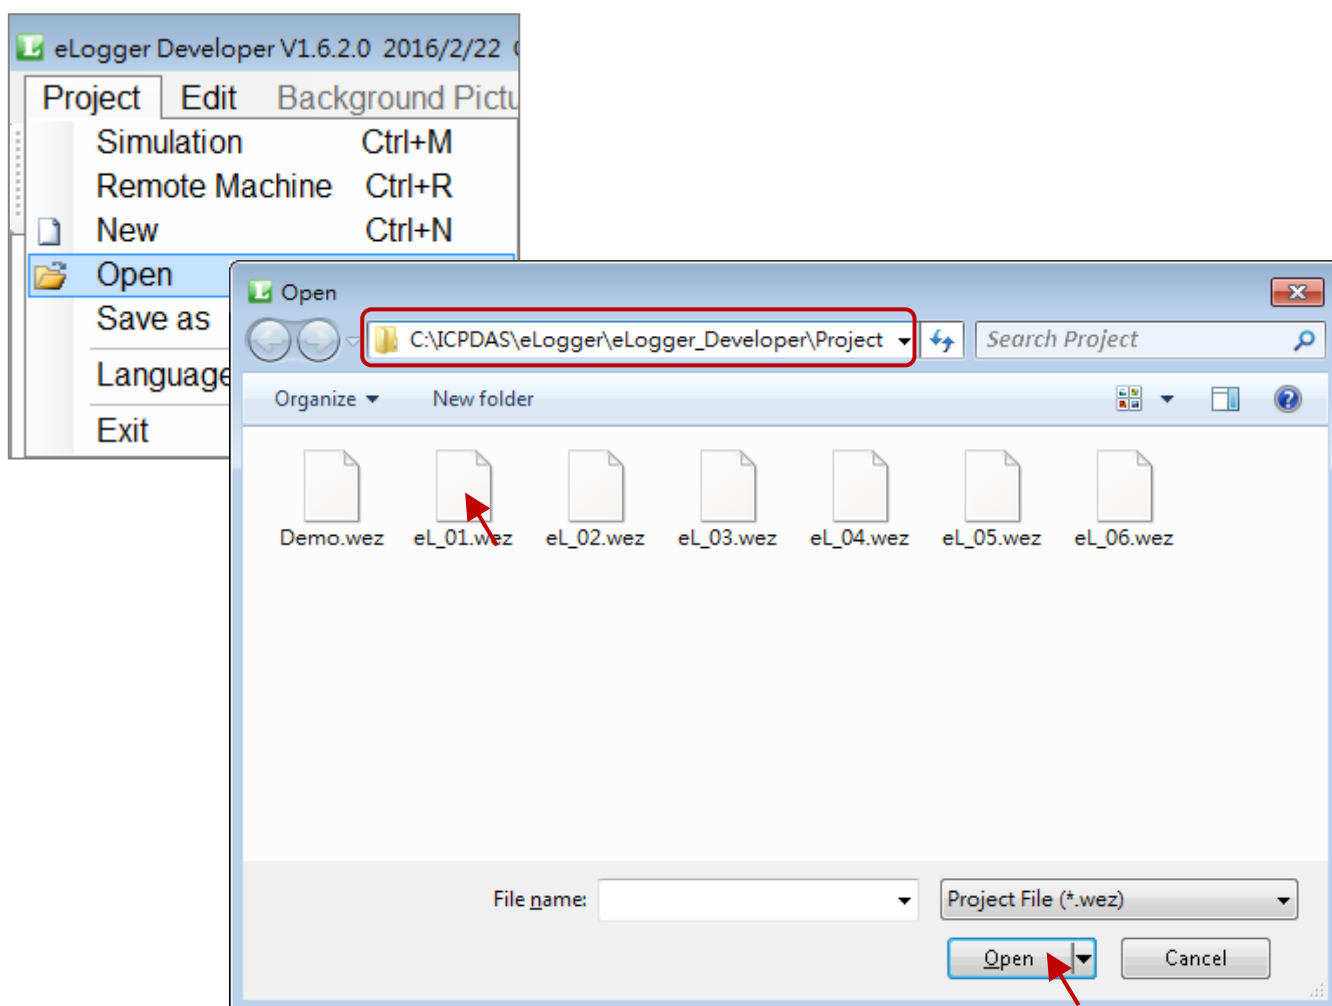 eLogger Developer V1.6.2.0 2016/2/22
Project Edit Background Pictu
Simulation Ctrl+M
Remote Machine Ctrl+R
New Ctrl+N
Open
Save as
Language
Exit
Open
C:\ICPDAS\eLogger\eLogger_Developer\Project
Search Project
Organize New folder
Demo.wez eL_01.wez eL_02.wez eL_03.wez eL_04.wez eL_05.wez eL_06.wez
File name:
Project File (*.wez)
Open Cancel